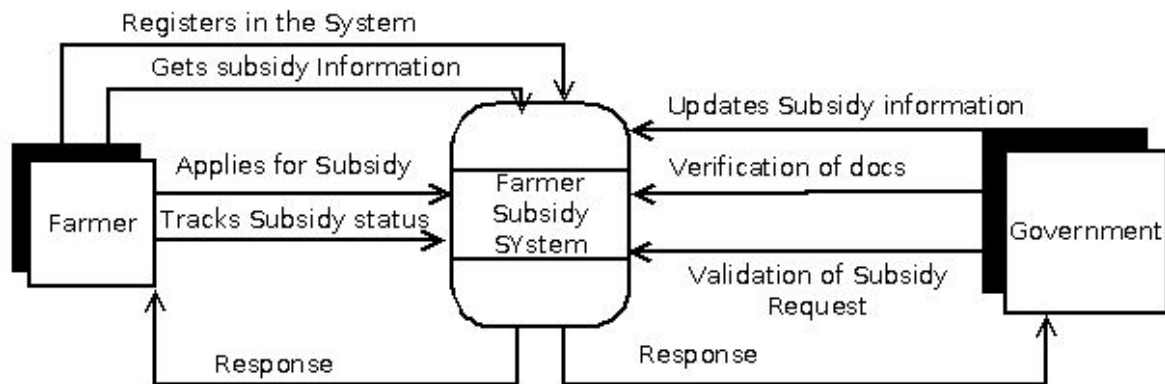 Registers in the System
Gets subsidy Information
Updates Subsidy information
Applies for Subsidy
Verification of docs
Farmer
Tracks Subsidy status
Farmer
Subsidy
SYstem
Government
Validation of Subsidy
Request
Response
Response